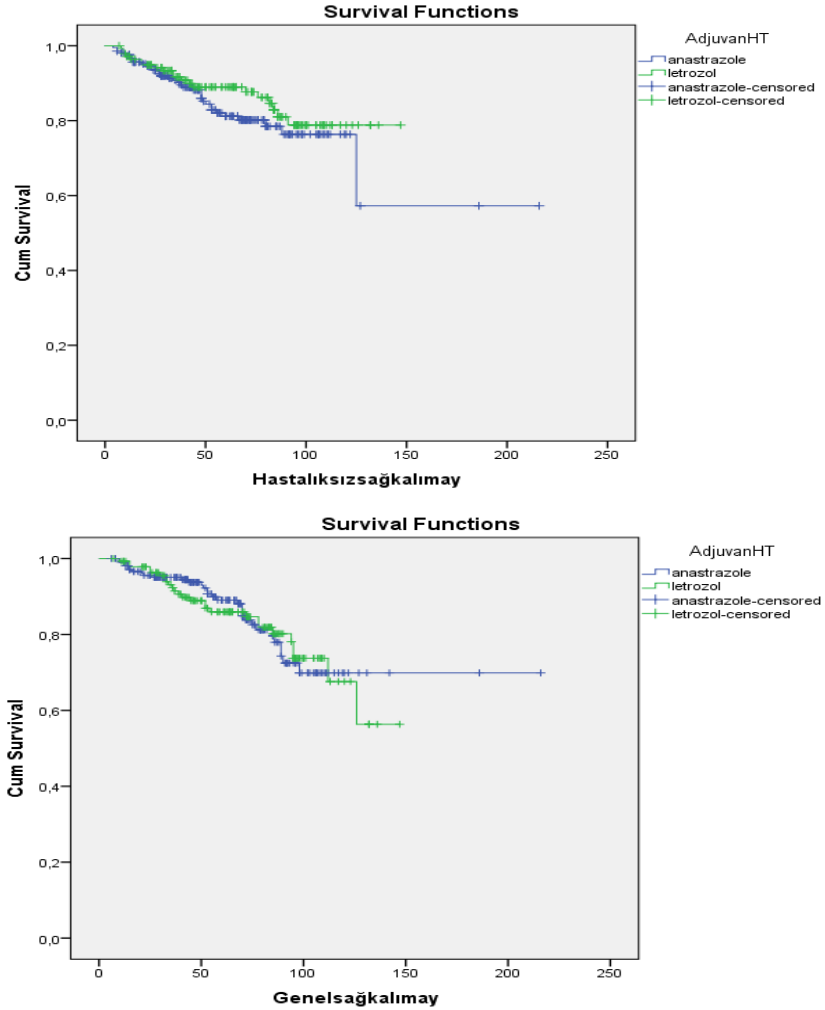 Survival Functions
AdjuvanHT
anastrazole
letrozol
anastrazole-censored
letrozol-censored
Cum Survival
1,0
0,8
0,6
0,4
0,2
0,0
0 50 100 150 200 250
Hastalıksızsağkalımay
Survival Functions
AdjuvanHT
anastrazole
letrozol
anastrazole-censored
letrozol-censored
Cum Survival
1,0
0,8
0,6
0,4
0,2
0,0
0 50 100 150 200 250
Genelsağkalımay